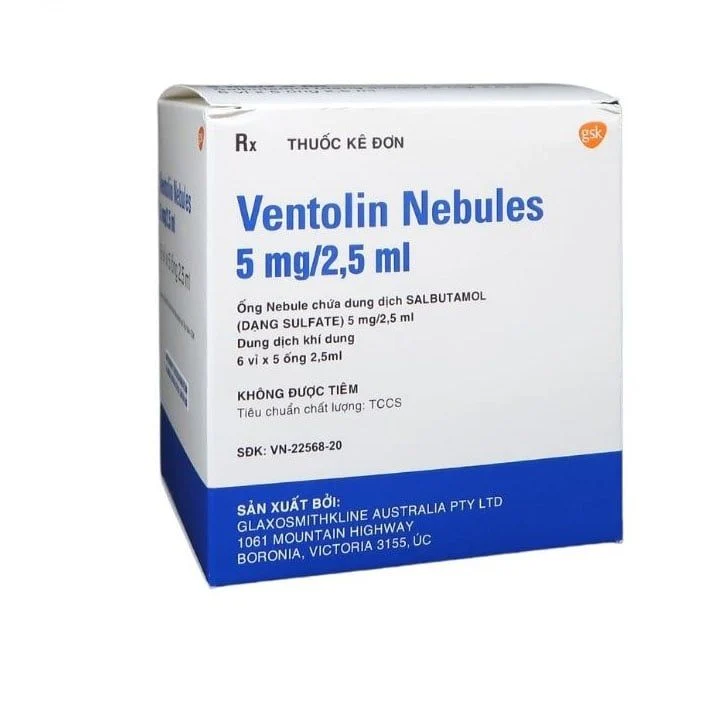 Rx THUỐC KÊ ĐƠN
gsk
Ventolin Nebules
5 mg/2,5 ml
Ống Nebule chứa dung dịch SALBUTAMOL
(DẠNG SULFATE) 5 mg/2,5 ml
Dung dịch khí dung
6 vỉ x 5 ống 2,5ml
KHÔNG ĐƯỢC TIÊM
Tiêu chuẩn chất lượng: TCCS
SĐK: VN-22568-20
SẢN XUẤT BỞI:
GLAXOSMITHKLINE AUSTRALIA PTY LTD
1061 MOUNTAIN HIGHWAY
BORONIA, VICTORIA 3155, ÚC
Ventolin Nebules